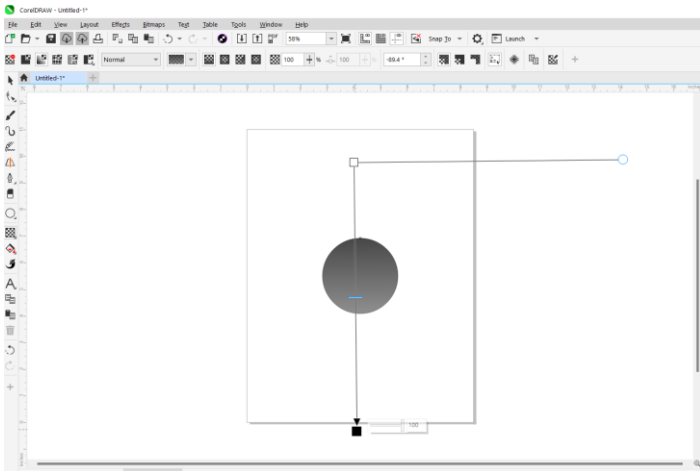 CorelDRAW - Untitled-1*
File Edit View Layout Effects Bitmaps Text Table Tools Window Help
PDF 56% Snap To Launch
Normal 100 % 100 % -89.4 °
Untitled-1*
100